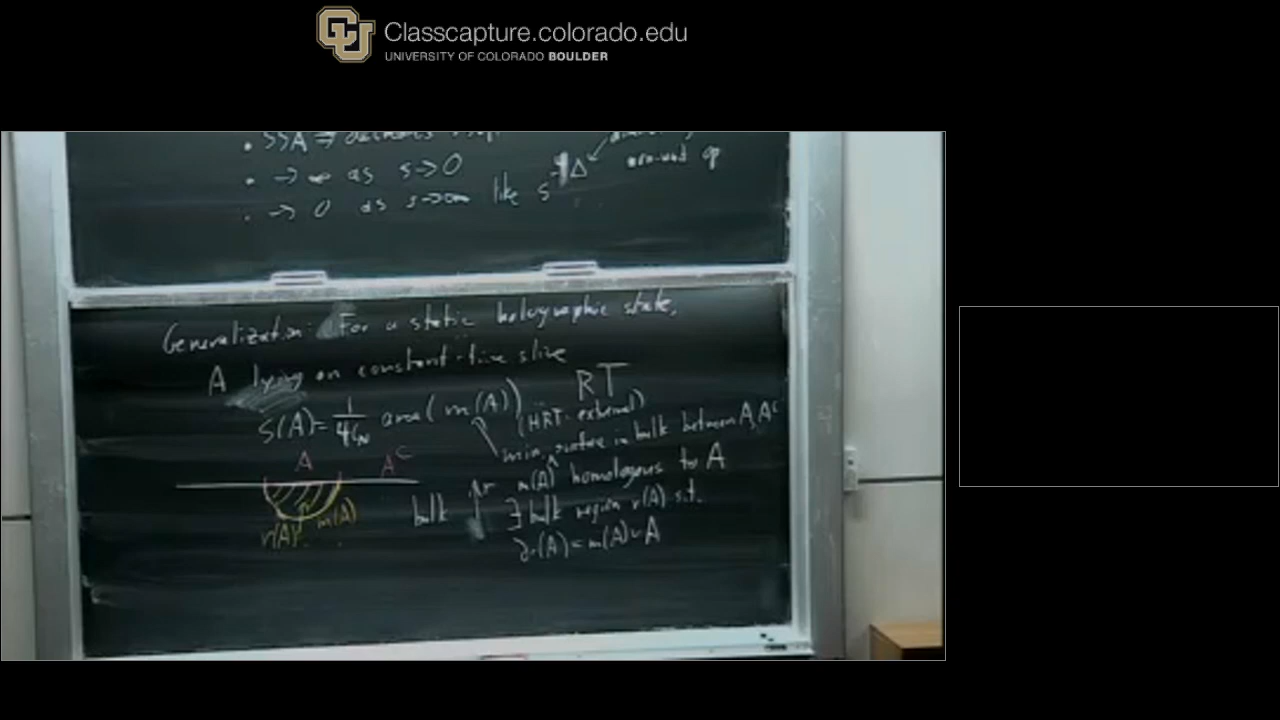 Classcapture.colorado.edu
UNIVERSITY OF COLORADO BOULDER
• SSA ⇒
• → ∞ as s → 0
• → 0 as s → ∞ like s^-4Δ
Generalization: For a static holographic state,
A lying on constant-time slice
RT
S(A) = 1/4G_N area(m(A))
(HRT: extremal)
min. surface in bulk between A, A^c
A A^c
m(A) homologous to A
bulk
∃ bulk region r(A) s.t.
r(A) m(A)
∂r(A) = m(A) ∪ A